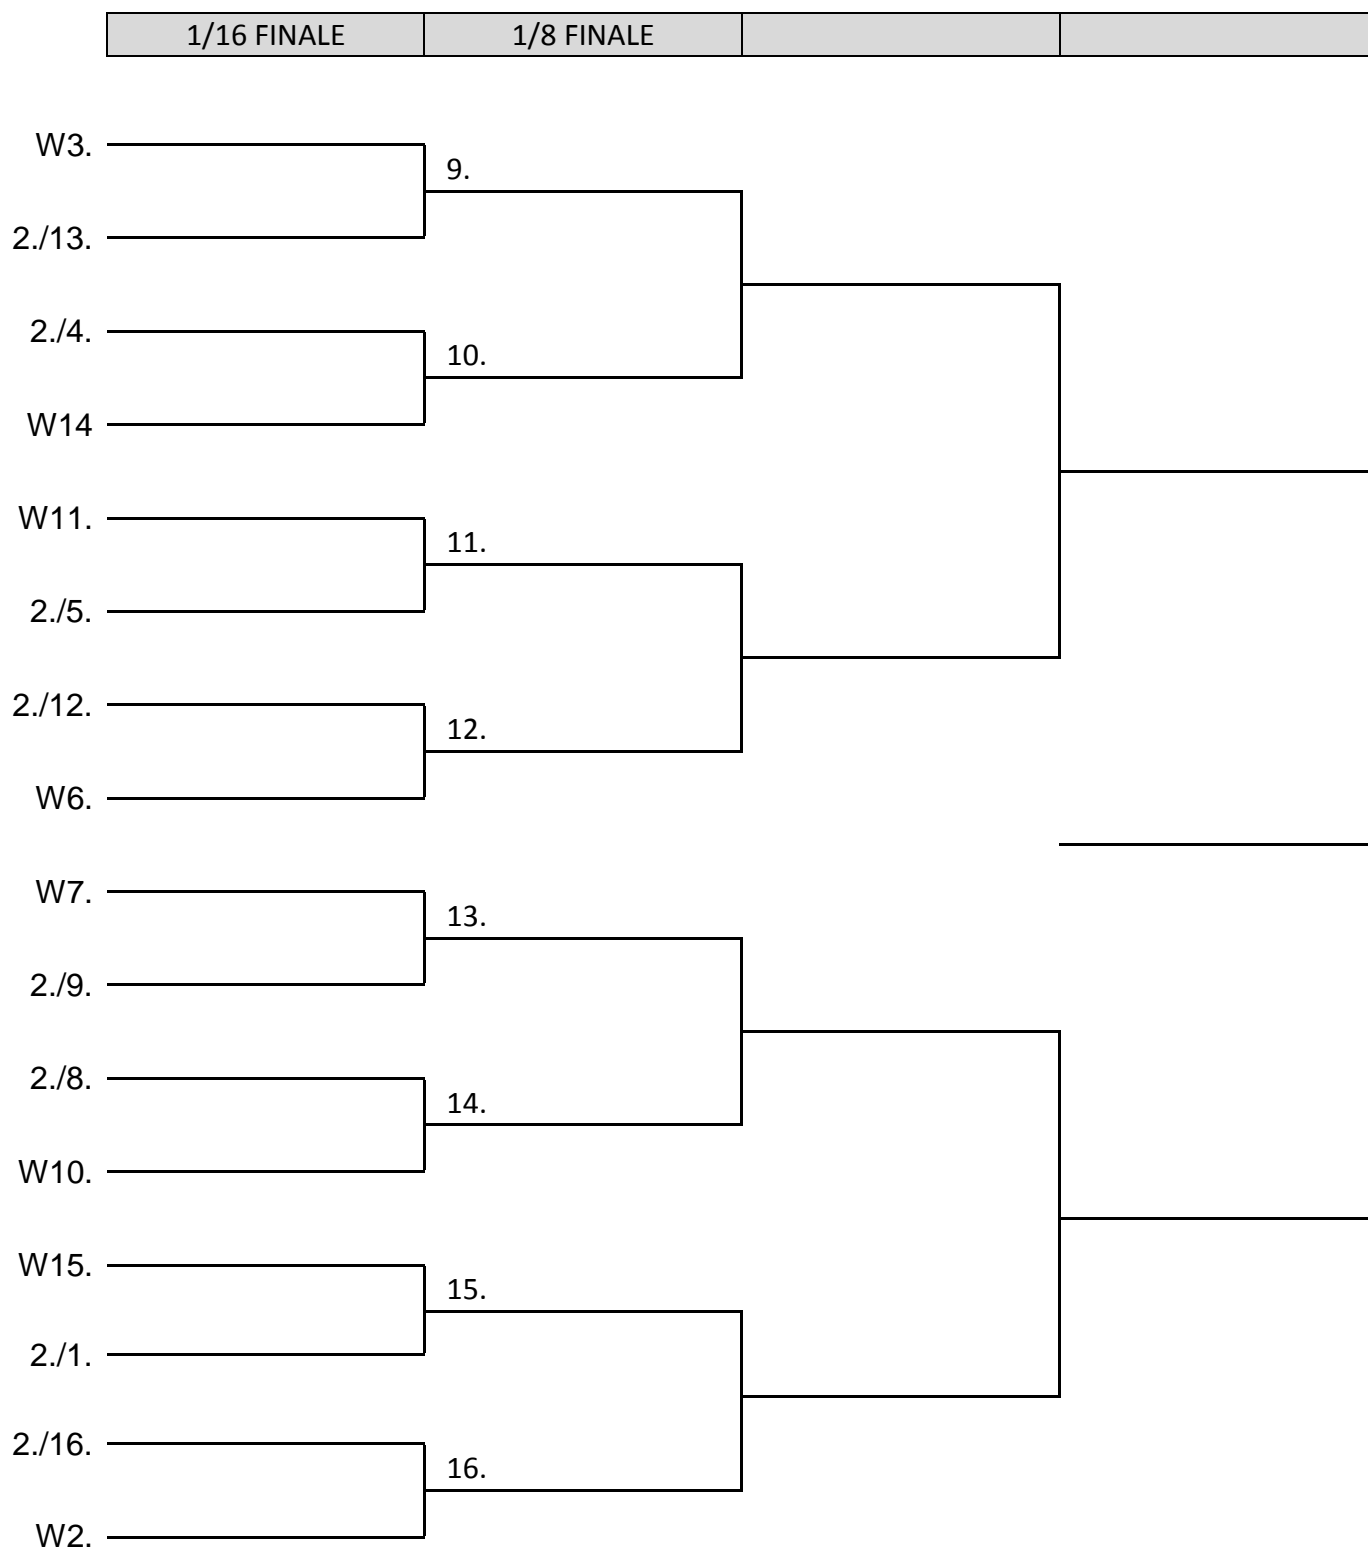 1/16 FINALE 1/8 FINALE
W3.
9.
2./13.
2./4.
10.
W14
W11.
11.
2./5.
2./12.
12.
W6.
W7.
13.
2./9.
2./8.
14.
W10.
W15.
15.
2./1.
2./16.
16.
W2.